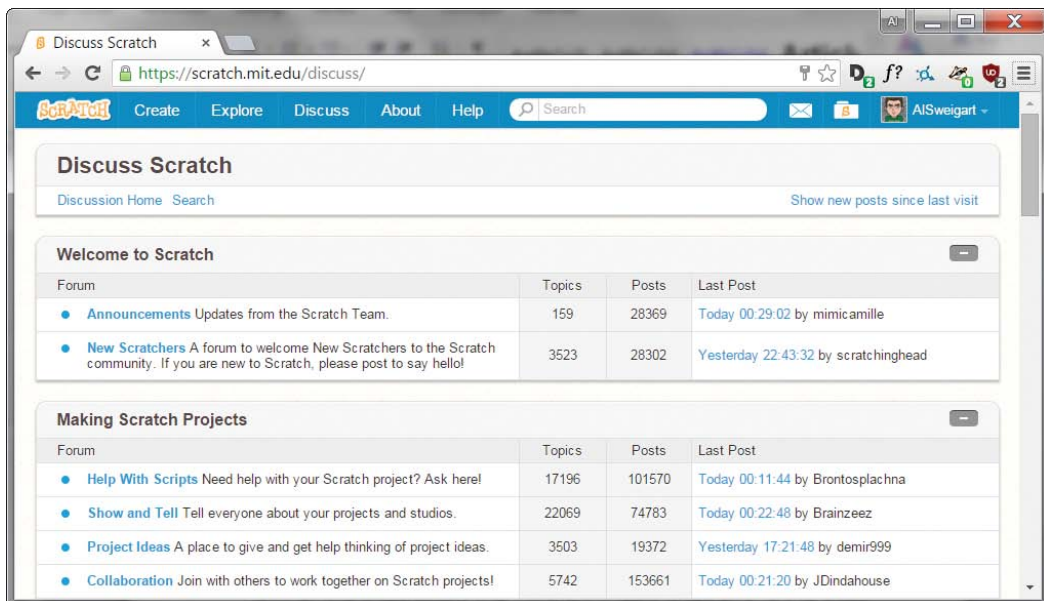 AI
Discuss Scratch
https://scratch.mit.edu/discuss/
D 2 f? 0 2
SCRATCH Create Explore Discuss About Help Search AlSweigart
Discuss Scratch
Discussion Home Search Show new posts since last visit
Welcome to Scratch
Forum Topics Posts Last Post
Announcements Updates from the Scratch Team. 159 28369 Today 00:29:02 by mimicamille
New Scratchers A forum to welcome New Scratchers to the Scratch
community. If you are new to Scratch, please post to say hello! 3523 28302 Yesterday 22:43:32 by scratchinghead
Making Scratch Projects
Forum Topics Posts Last Post
Help With Scripts Need help with your Scratch project? Ask here! 17196 101570 Today 00:11:44 by Brontosplachna
Show and Tell Tell everyone about your projects and studios. 22069 74783 Today 00:22:48 by Brainzeez
Project Ideas A place to give and get help thinking of project ideas. 3503 19372 Yesterday 17:21:48 by demir999
Collaboration Join with others to work together on Scratch projects! 5742 153661 Today 00:21:20 by JDindahouse